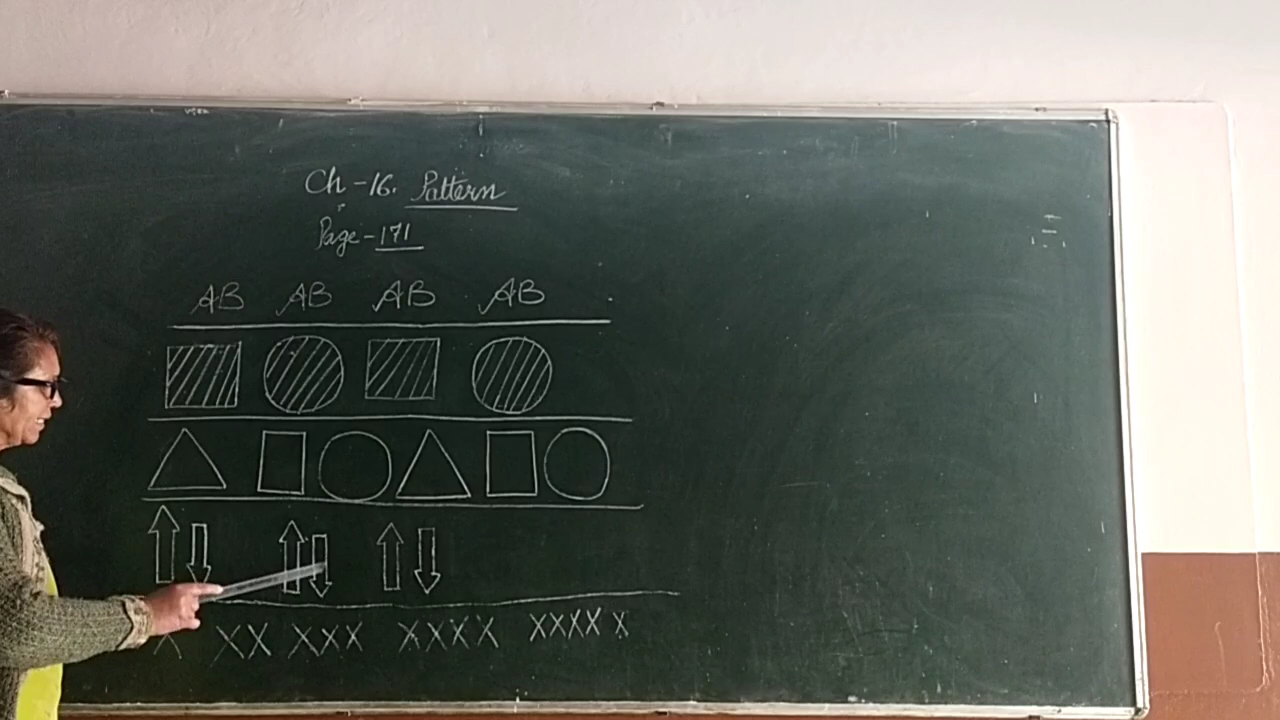 Ch-16. Pattern
Page-171
AB AB AB AB
X XX XXX XXXX XXXXX